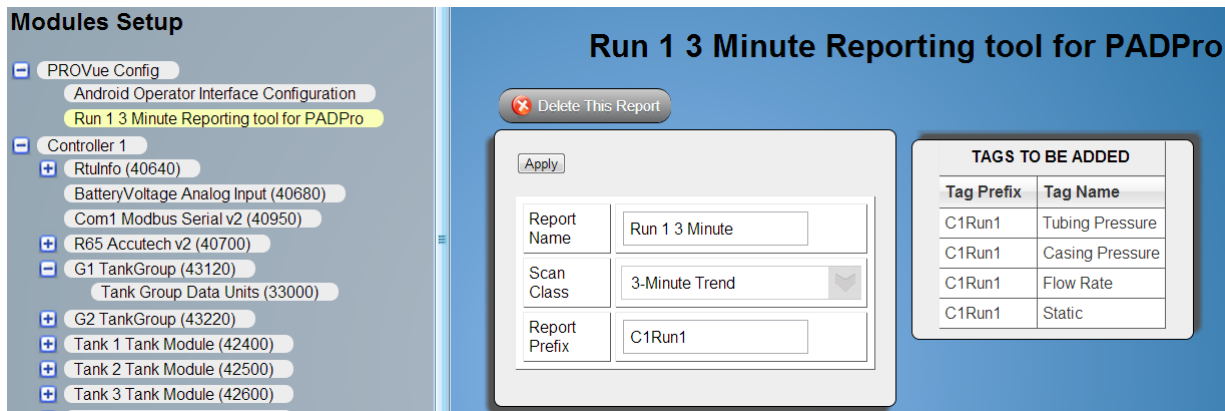 Modules Setup
PROVue Config
Android Operator Interface Configuration
Run 1 3 Minute Reporting tool for PADPro
Controller 1
RtuInfo (40640)
BatteryVoltage Analog Input (40680)
Com1 Modbus Serial v2 (40950)
R65 Accutech v2 (40700)
G1 TankGroup (43120)
Tank Group Data Units (33000)
G2 TankGroup (43220)
Tank 1 Tank Module (42400)
Tank 2 Tank Module (42500)
Tank 3 Tank Module (42600)
Run 1 3 Minute Reporting tool for PADPro
Delete This Report
Apply
Report Name Run 1 3 Minute
Scan Class 3-Minute Trend
Report Prefix C1Run1
TAGS TO BE ADDED
Tag Prefix Tag Name
C1Run1 Tubing Pressure
C1Run1 Casing Pressure
C1Run1 Flow Rate
C1Run1 Static